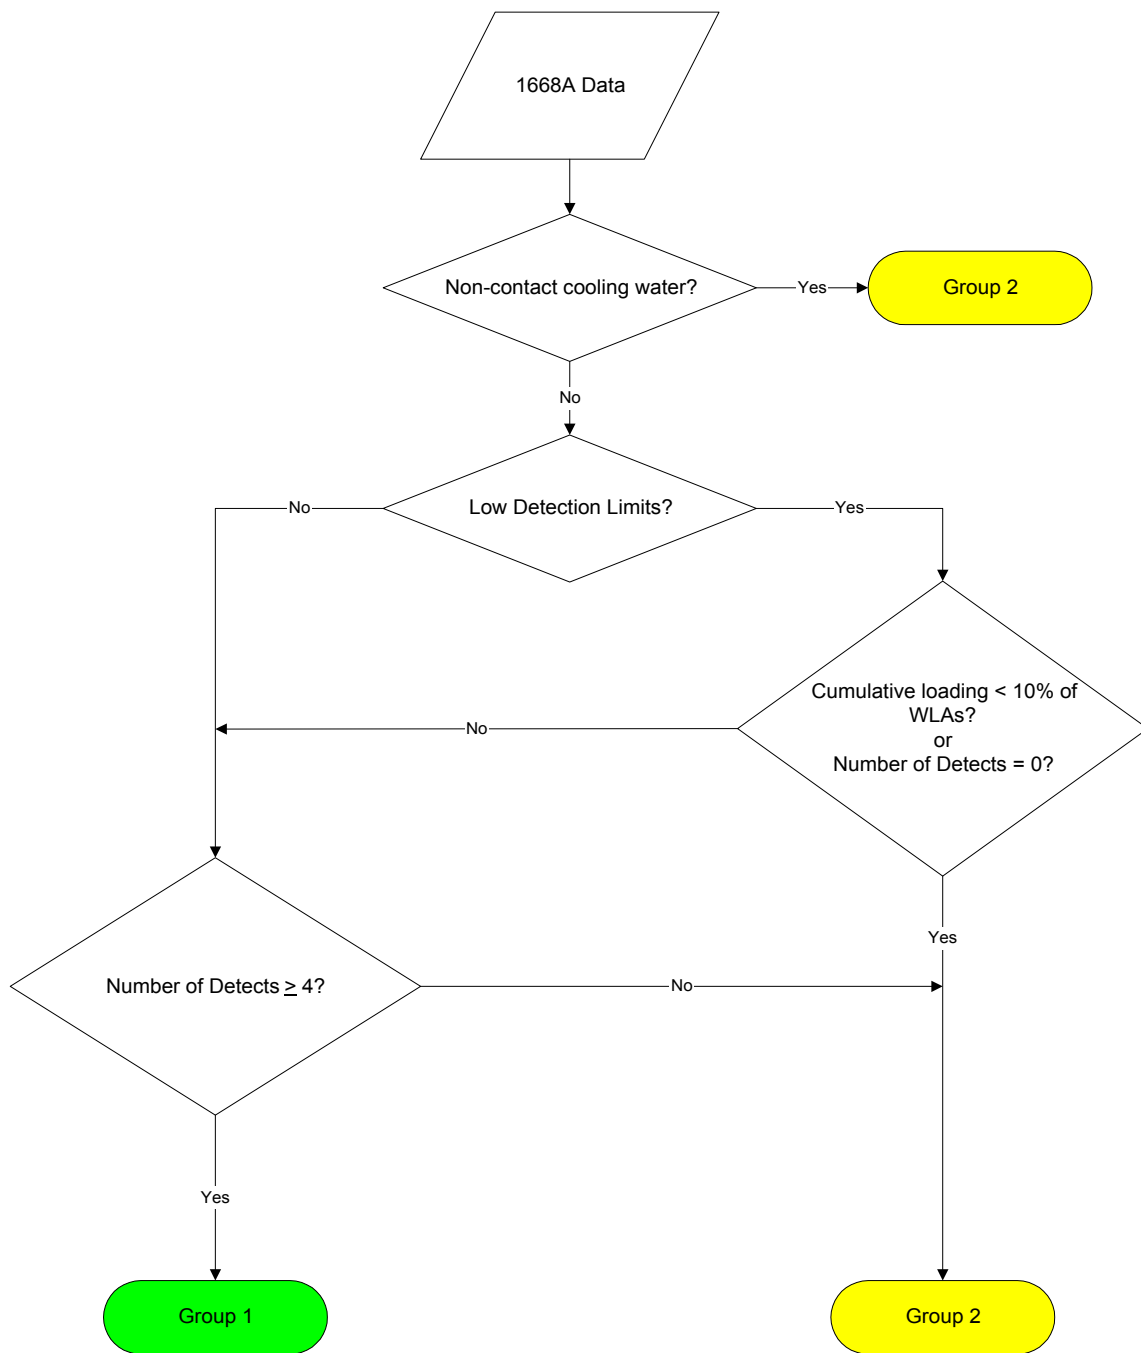 1668A Data
Non-contact cooling water?
Yes
Group 2
No
Low Detection Limits?
No
Yes
Cumulative loading < 10% of
WLAs?
or
Number of Detects = 0?
No
Number of Detects ≥ 4?
No
Yes
Yes
Group 1
Group 2